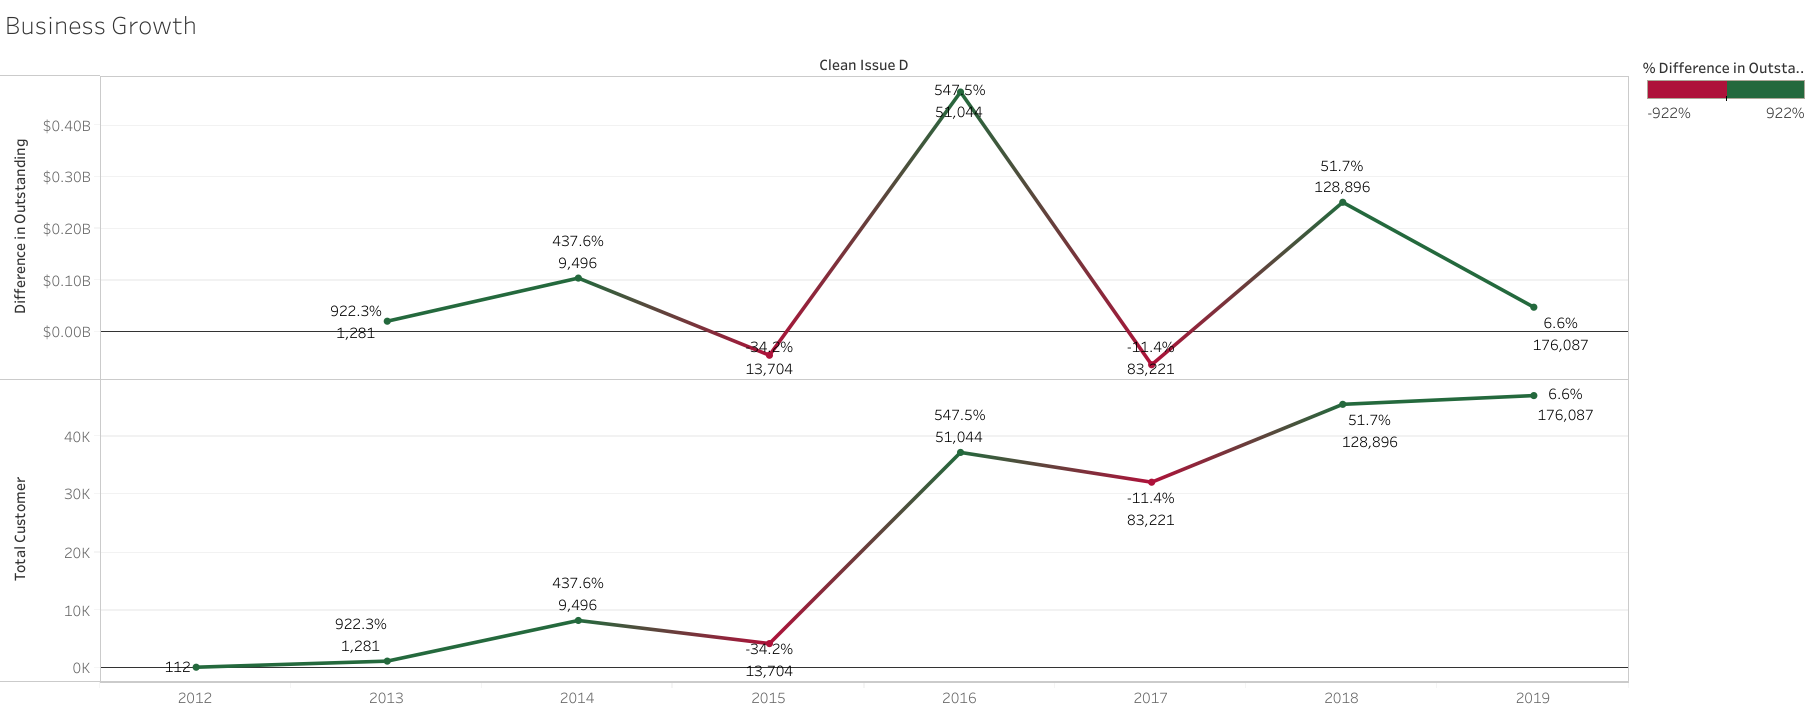 Business Growth
Clean Issue D
% Difference in Outsta..
-922%
922%
Difference in Outstanding
$0.40B
$0.30B
$0.20B
$0.10B
$0.00B
922.3%
1,281
437.6%
9,496
-34.2%
13,704
547.5%
51,044
-11.4%
83,221
51.7%
128,896
6.6%
176,087
Total Customer
40K
30K
20K
10K
0K
112
922.3%
1,281
437.6%
9,496
-34.2%
13,704
547.5%
51,044
-11.4%
83,221
51.7%
128,896
6.6%
176,087
2012
2013
2014
2015
2016
2017
2018
2019